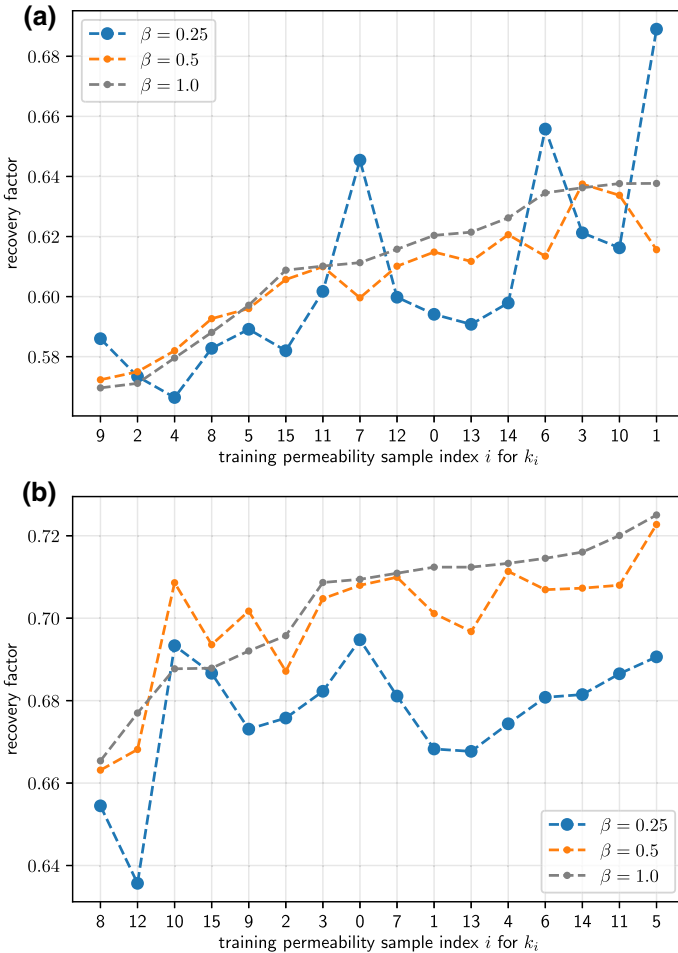 (a)
β = 0.25
β = 0.5
β = 1.0
0.68
0.66
0.64
0.62
0.60
0.58
recovery factor
9 2 4 8 5 15 11 7 12 0 13 14 6 3 10 1
training permeability sample index i for k_i
(b)
0.72
0.70
0.68
0.66
0.64
recovery factor
β = 0.25
β = 0.5
β = 1.0
8 12 10 15 9 2 3 0 7 1 13 4 6 14 11 5
training permeability sample index i for k_i